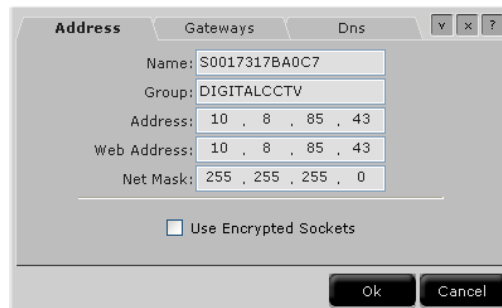 Address Gateways Dns v x ?
Name: S0017317BA0C7
Group: DIGITALCCTV
Address: 10 . 8 . 85 . 43
Web Address: 10 . 8 . 85 . 43
Net Mask: 255 . 255 . 255 . 0
Use Encrypted Sockets
Ok Cancel